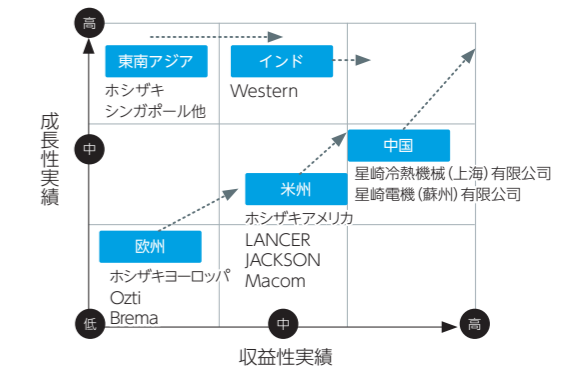 高
東南アジア
インド
ホシザキ
シンガポール他
Western
成長性実績
中
中国
星崎冷熱機械(上海)有限公司
星崎電機(蘇州)有限公司
米州
ホシザキアメリカ
LANCER
JACKSON
Macom
欧州
ホシザキヨーロッパ
Ozti
Brema
低
中
高
収益性実績